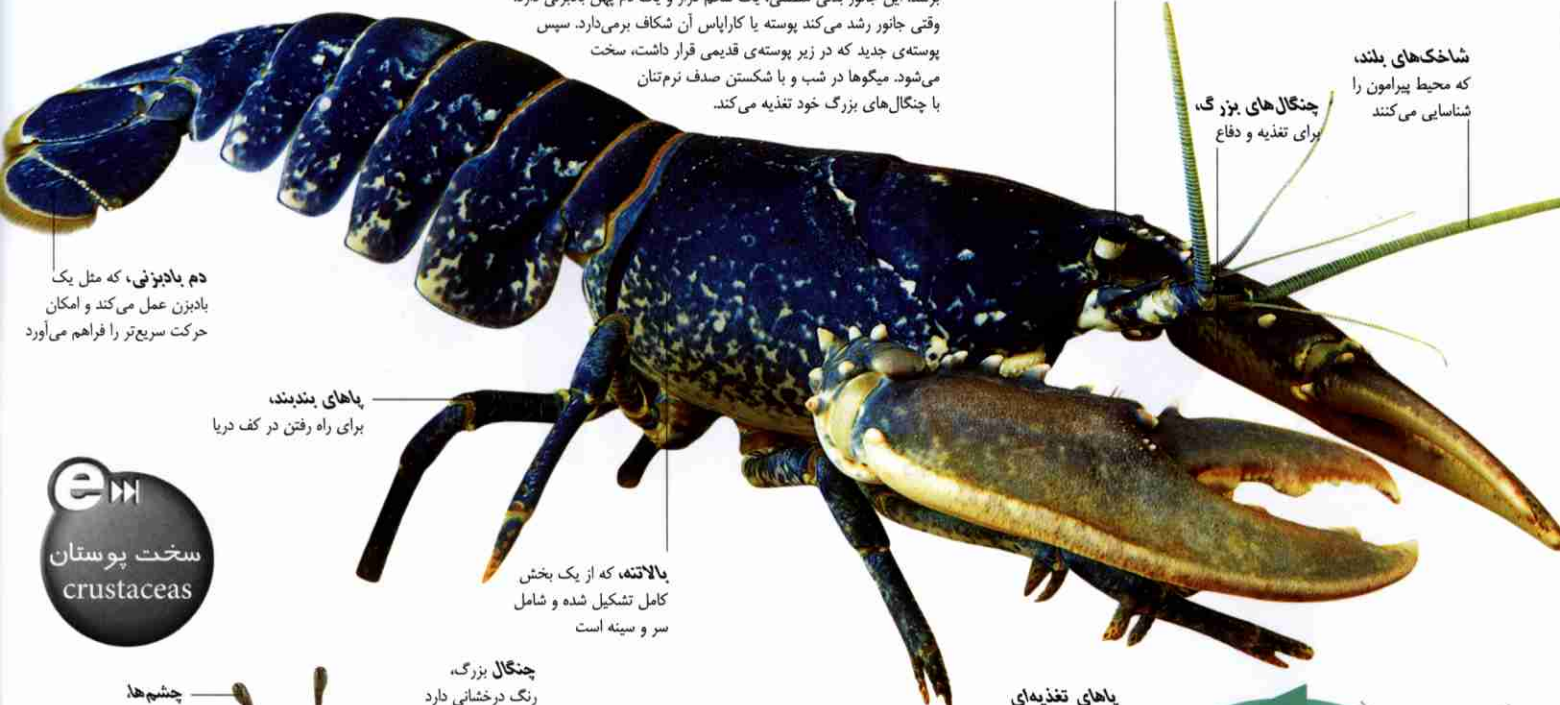 وقتی جانور رشد می‌کند پوسته یا کاراپاس آن شکاف برمی‌دارد. سپس
پوسته‌ی جدید که در زیر پوسته‌ی قدیمی قرار داشت، سخت
می‌شود. میگوها در شب و با شکستن صدف نرم‌تنان
با چنگال‌های بزرگ خود تغذیه می‌کند.
شاخک‌های بلند،
که محیط پیرامون را
شناسایی می‌کنند
چنگال‌های بزرگ،
برای تغذیه و دفاع
دم بادبزنی، که مثل یک
بادبزن عمل می‌کند و امکان
حرکت سریع‌تر را فراهم می‌آورد
پاهای بندبند،
برای راه رفتن در کف دریا
e
سخت پوستان
crustaceas
بالاتنه، که از یک بخش
کامل تشکیل شده و شامل
سر و سینه است
چنگال بزرگ،
رنگ درخشانی دارد
چشم‌ها،
پاهای تغذیه‌ای